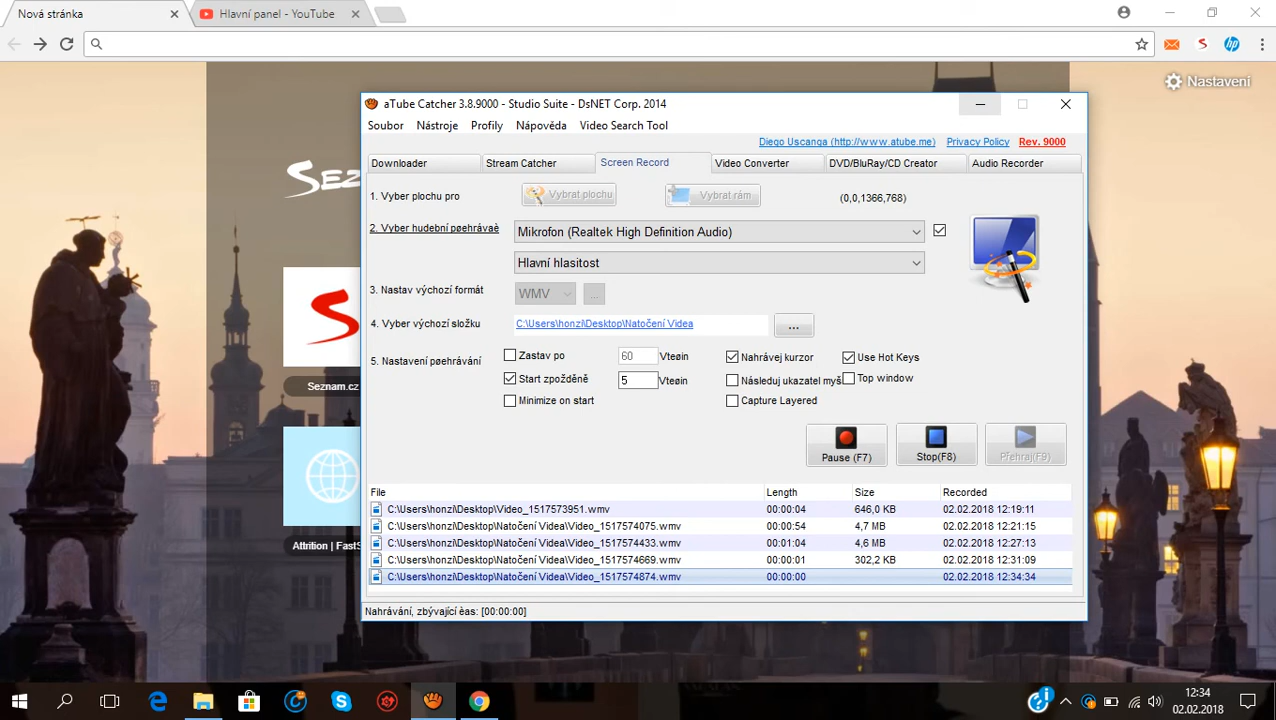 Nová stránka
Hlavní panel - YouTube
Nastavení
aTube Catcher 3.8.9000 - Studio Suite - DsNET Corp. 2014
Soubor Nástroje Profily Nápověda Video Search Tool
Diego Uscanga (http://www.atube.me) Privacy Policy Rev. 9000
Downloader Stream Catcher Screen Record Video Converter DVD/BluRay/CD Creator Audio Recorder
1. Vyber plochu pro Vybrat plochu Vybrat rám (0,0,1366,768)
2. Vyber hudební pøehrávaè Mikrofon (Realtek High Definition Audio)
Hlavní hlasitost
3. Nastav výchozí formát WMV ...
4. Vyber výchozí složku C:\Users\honzi\Desktop\Natočení Videa ...
5. Nastavení pøehrávání Zastav po 60 Vteøin Nahrávej kurzor Use Hot Keys
Start zpožděně 5 Vteøin Následuj ukazatel myš Top window
Minimize on start Capture Layered
Pause (F7) Stop(F8) Přehraj(F9)
File Length Size Recorded
C:\Users\honzi\Desktop\Video_1517573951.wmv 00:00:04 646,0 KB 02.02.2018 12:19:11
C:\Users\honzi\Desktop\Natočení Videa\Video_1517574075.wmv 00:00:54 4,7 MB 02.02.2018 12:21:15
C:\Users\honzi\Desktop\Natočení Videa\Video_1517574433.wmv 00:01:04 4,6 MB 02.02.2018 12:27:13
C:\Users\honzi\Desktop\Natočení Videa\Video_1517574669.wmv 00:00:01 302,2 KB 02.02.2018 12:31:09
C:\Users\honzi\Desktop\Natočení Videa\Video_1517574874.wmv 00:00:00 02.02.2018 12:34:34
Nahrávání, zbývající èas: [00:00:00]
SEZ
Seznam.cz
Attrition | FastS
12:34
02.02.2018